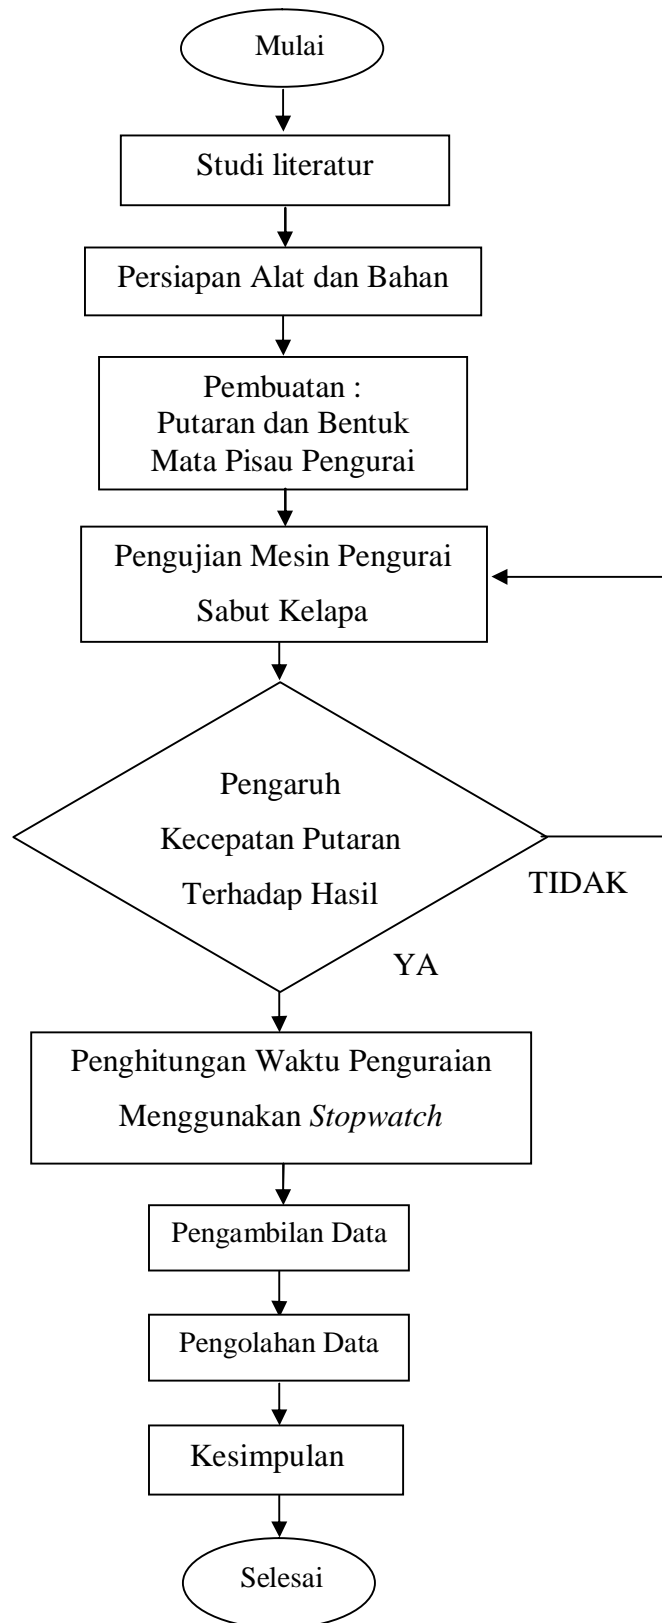 Mulai
Studi literatur
Persiapan Alat dan Bahan
Pembuatan :
Putaran dan Bentuk
Mata Pisau Pengurai
Pengujian Mesin Pengurai
Sabut Kelapa
Pengaruh
Kecepatan Putaran
Terhadap Hasil
TIDAK
YA
Penghitungan Waktu Penguraian
Menggunakan Stopwatch
Pengambilan Data
Pengolahan Data
Kesimpulan
Selesai